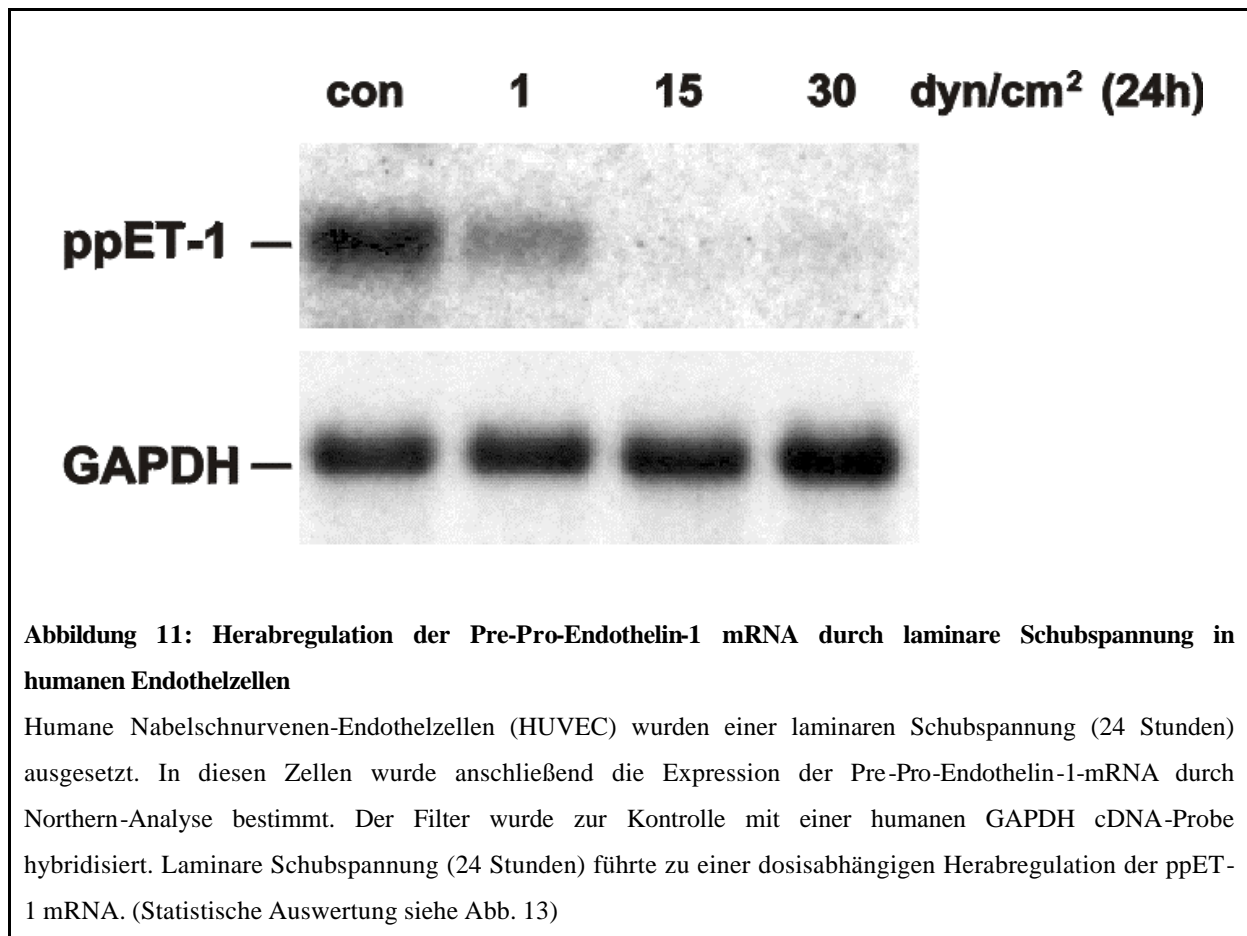 con 1 15 30 dyn/cm² (24h)
ppET-1 —
GAPDH —
Abbildung 11: Herabregulation der Pre-Pro-Endothelin-1 mRNA durch laminare Schubspannung in
humanen Endothelzellen
Humane Nabelschnurvenen-Endothelzellen (HUVEC) wurden einer laminaren Schubspannung (24 Stunden)
ausgesetzt. In diesen Zellen wurde anschließend die Expression der Pre-Pro-Endothelin-1-mRNA durch
Northern-Analyse bestimmt. Der Filter wurde zur Kontrolle mit einer humanen GAPDH cDNA-Probe
hybridisiert. Laminare Schubspannung (24 Stunden) führte zu einer dosisabhängigen Herabregulation der ppET-
1 mRNA. (Statistische Auswertung siehe Abb. 13)